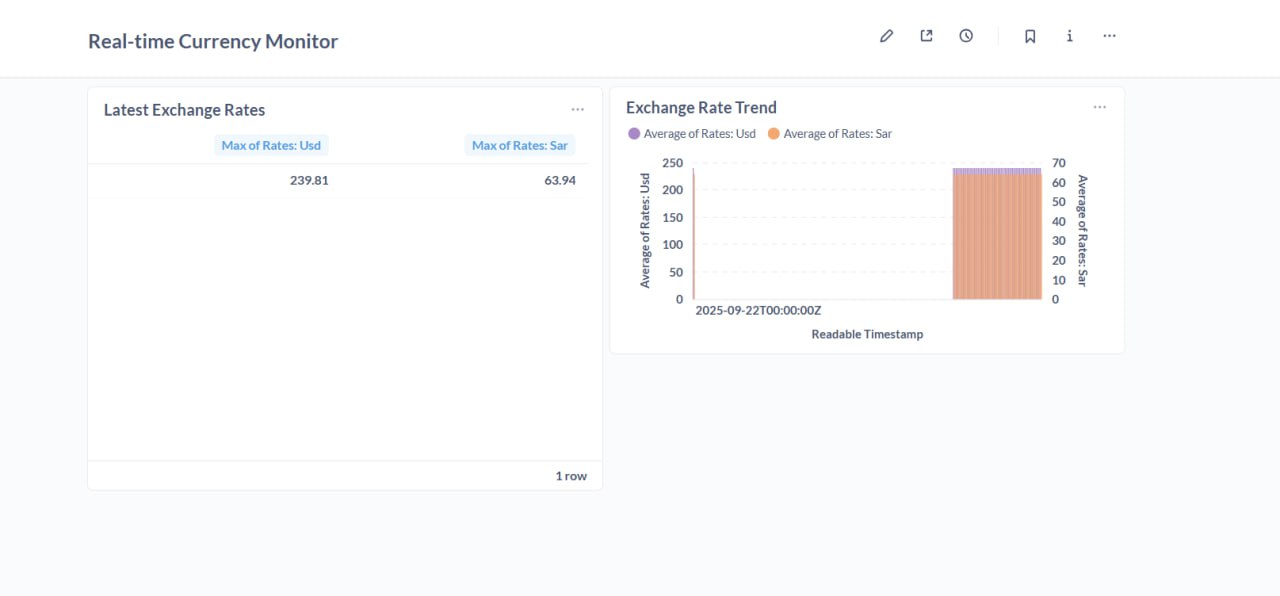 Real-time Currency Monitor
Latest Exchange Rates
Max of Rates: Usd Max of Rates: Sar
239.81 63.94
1 row
Exchange Rate Trend
Average of Rates: Usd Average of Rates: Sar
250
200
150
100
50
0
Average of Rates: Usd
70
60
50
40
30
20
10
0
Average of Rates: Sar
2025-09-22T00:00:00Z
Readable Timestamp